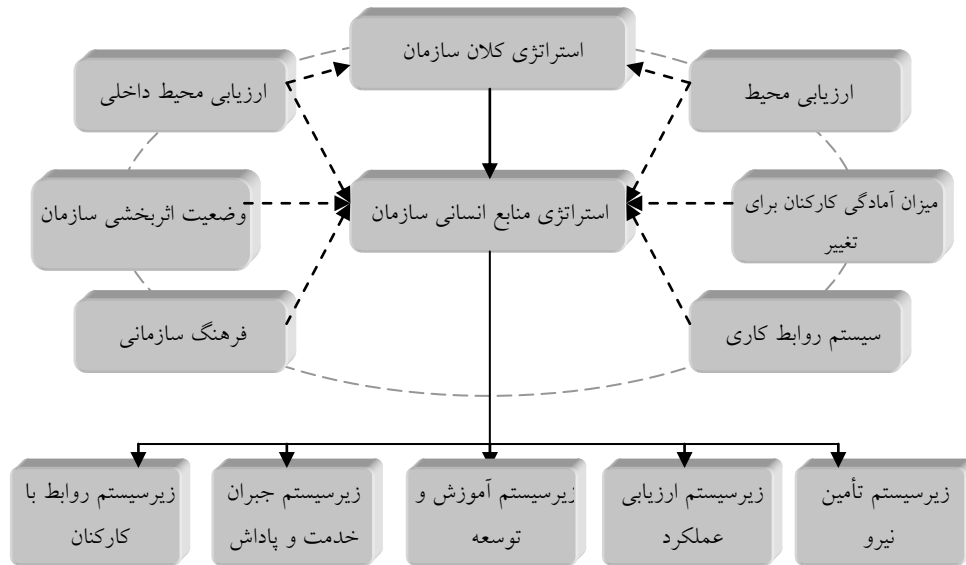 استراتژی کلان سازمان
ارزیابی محیط
ارزیابی محیط داخلی
میزان آمادگی کارکنان برای
تغییر
استراتژی منابع انسانی سازمان
وضعیت اثربخشی سازمان
سیستم روابط کاری
فرهنگ سازمانی
زیرسیستم تأمین
نیرو
زیرسیستم ارزیابی
عملکرد
زیرسیستم آموزش و
توسعه
زیرسیستم جبران
خدمت و پاداش
زیرسیستم روابط با
کارکنان